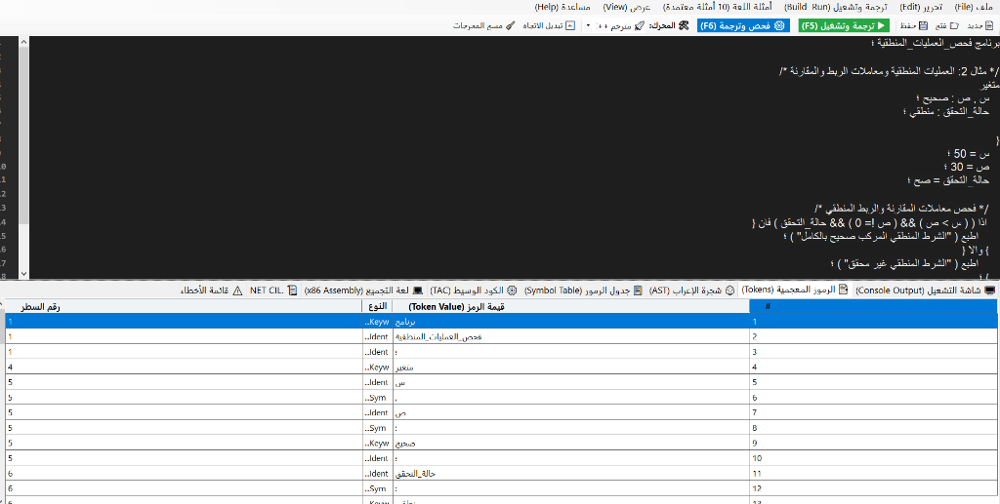 ملف (File) تحرير (Edit) ترجمة وتشغيل (Build Run) أمثلة اللغة (10 أمثلة معتمدة) عرض (View) مساعدة (Help)
جديد فتح حفظ ترجمة وتشغيل (F5) فحص وترجمة (F6) المحرك: مترجم ++ تبديل الاتجاه مسح المخرجات
برنامج فحص_العمليات_المنطقية ؛
/* مثال 2: العمليات المنطقية ومعاملات الربط والمقارنة */
متغير
س , ص : صحيح ؛
حالة_التحقق : منطقي ؛
{
س = 50 ؛
ص = 30 ؛
حالة_التحقق = صح ؛
/* فحص معاملات المقارنة والربط المنطقي */
اذا ( ( س > ص ) && ( ص != 0 ) && حالة_التحقق ) فان {
اطبع ( "الشرط المنطقي المركب صحيح بالكامل" ) ؛
} والا {
اطبع ( "الشرط المنطقي غير محقق" ) ؛
شاشة التشغيل (Console Output) الرموز المعجمية (Tokens) شجرة الإعراب (AST) جدول الرموز (Symbol Table) الكود الوسيط (TAC) لغة التجميع (x86 Assembly) NET CIL. قائمة الأخطاء
# قيمة الرمز (Token Value) النوع رقم السطر
1 برنامج Keyw... 1
2 فحص_العمليات_المنطقية Ident... 1
3 ؛ Ident... 1
4 متغير Keyw... 4
5 س Ident... 5
6 , Sym... 5
7 ص Ident... 5
8 : Sym... 5
9 صحيح Keyw... 5
10 ؛ Ident... 5
11 حالة_التحقق Ident... 6
12 : Sym... 6